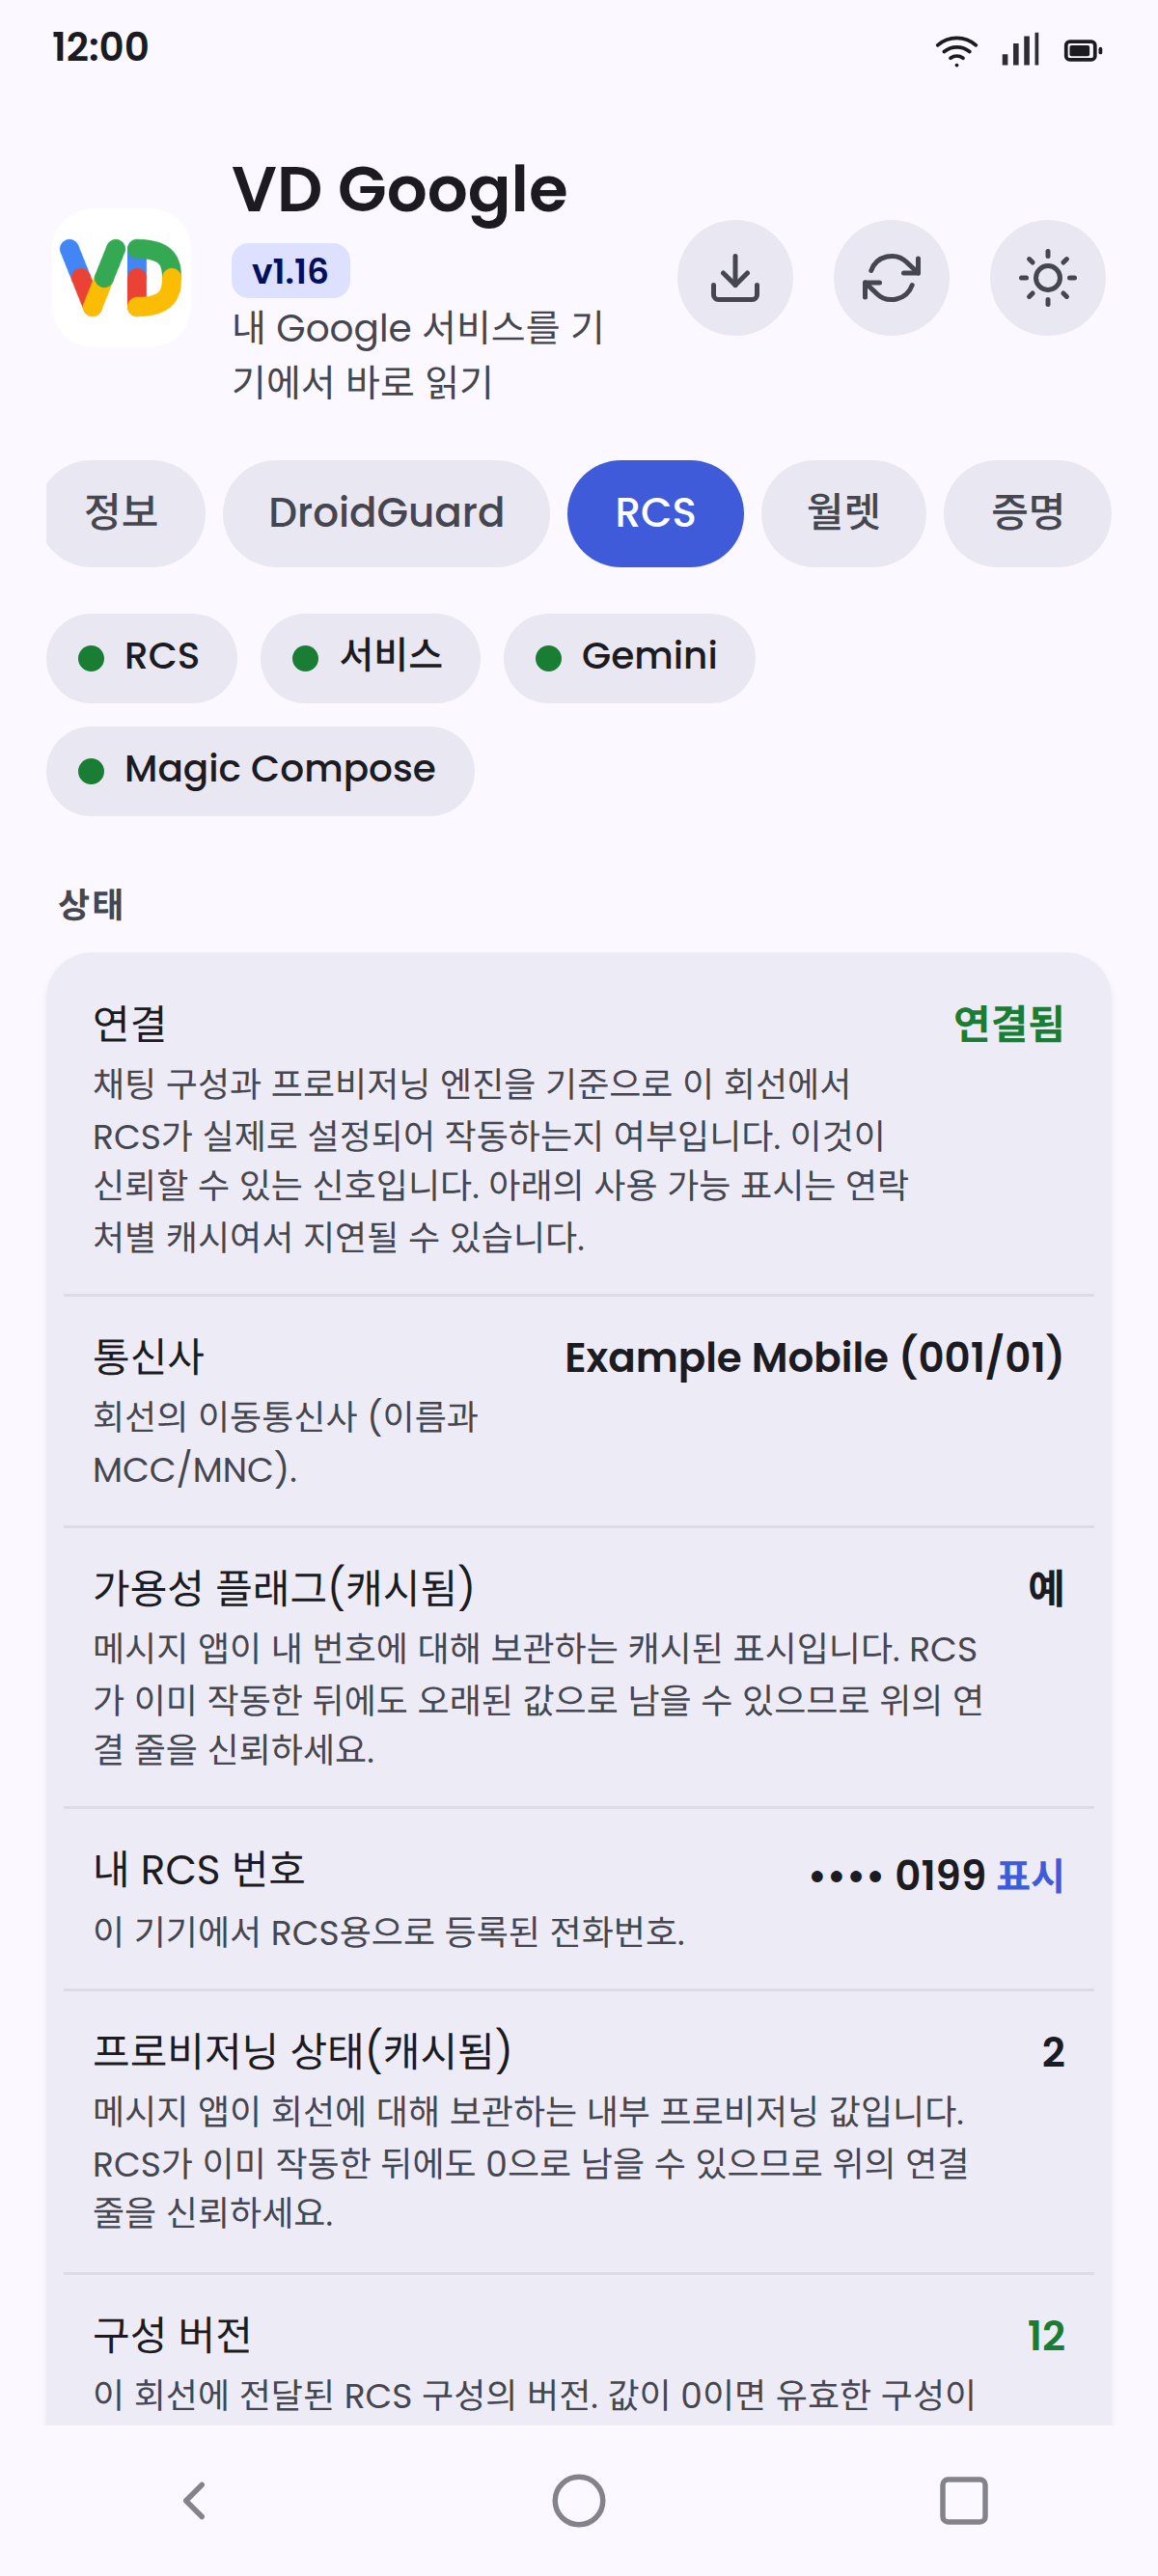 12:00
VD
VD Google
v1.16
내 Google 서비스를 기
기에서 바로 읽기
정보
DroidGuard
RCS
월렛
증명
RCS
서비스
Gemini
Magic Compose
상태
연결
연결됨
채팅 구성과 프로비저닝 엔진을 기준으로 이 회선에서
RCS가 실제로 설정되어 작동하는지 여부입니다. 이것이
신뢰할 수 있는 신호입니다. 아래의 사용 가능 표시는 연락
처별 캐시여서 지연될 수 있습니다.
통신사
Example Mobile (001/01)
회선의 이동통신사 (이름과
MCC/MNC).
가용성 플래그(캐시됨)
예
메시지 앱이 내 번호에 대해 보관하는 캐시된 표시입니다. RCS
가 이미 작동한 뒤에도 오래된 값으로 남을 수 있으므로 위의 연
결 줄을 신뢰하세요.
내 RCS 번호
•••• 0199 표시
이 기기에서 RCS용으로 등록된 전화번호.
프로비저닝 상태(캐시됨)
2
메시지 앱이 회선에 대해 보관하는 내부 프로비저닝 값입니다.
RCS가 이미 작동한 뒤에도 0으로 남을 수 있으므로 위의 연결
줄을 신뢰하세요.
구성 버전
12
이 회선에 전달된 RCS 구성의 버전. 값이 0이면 유효한 구성이